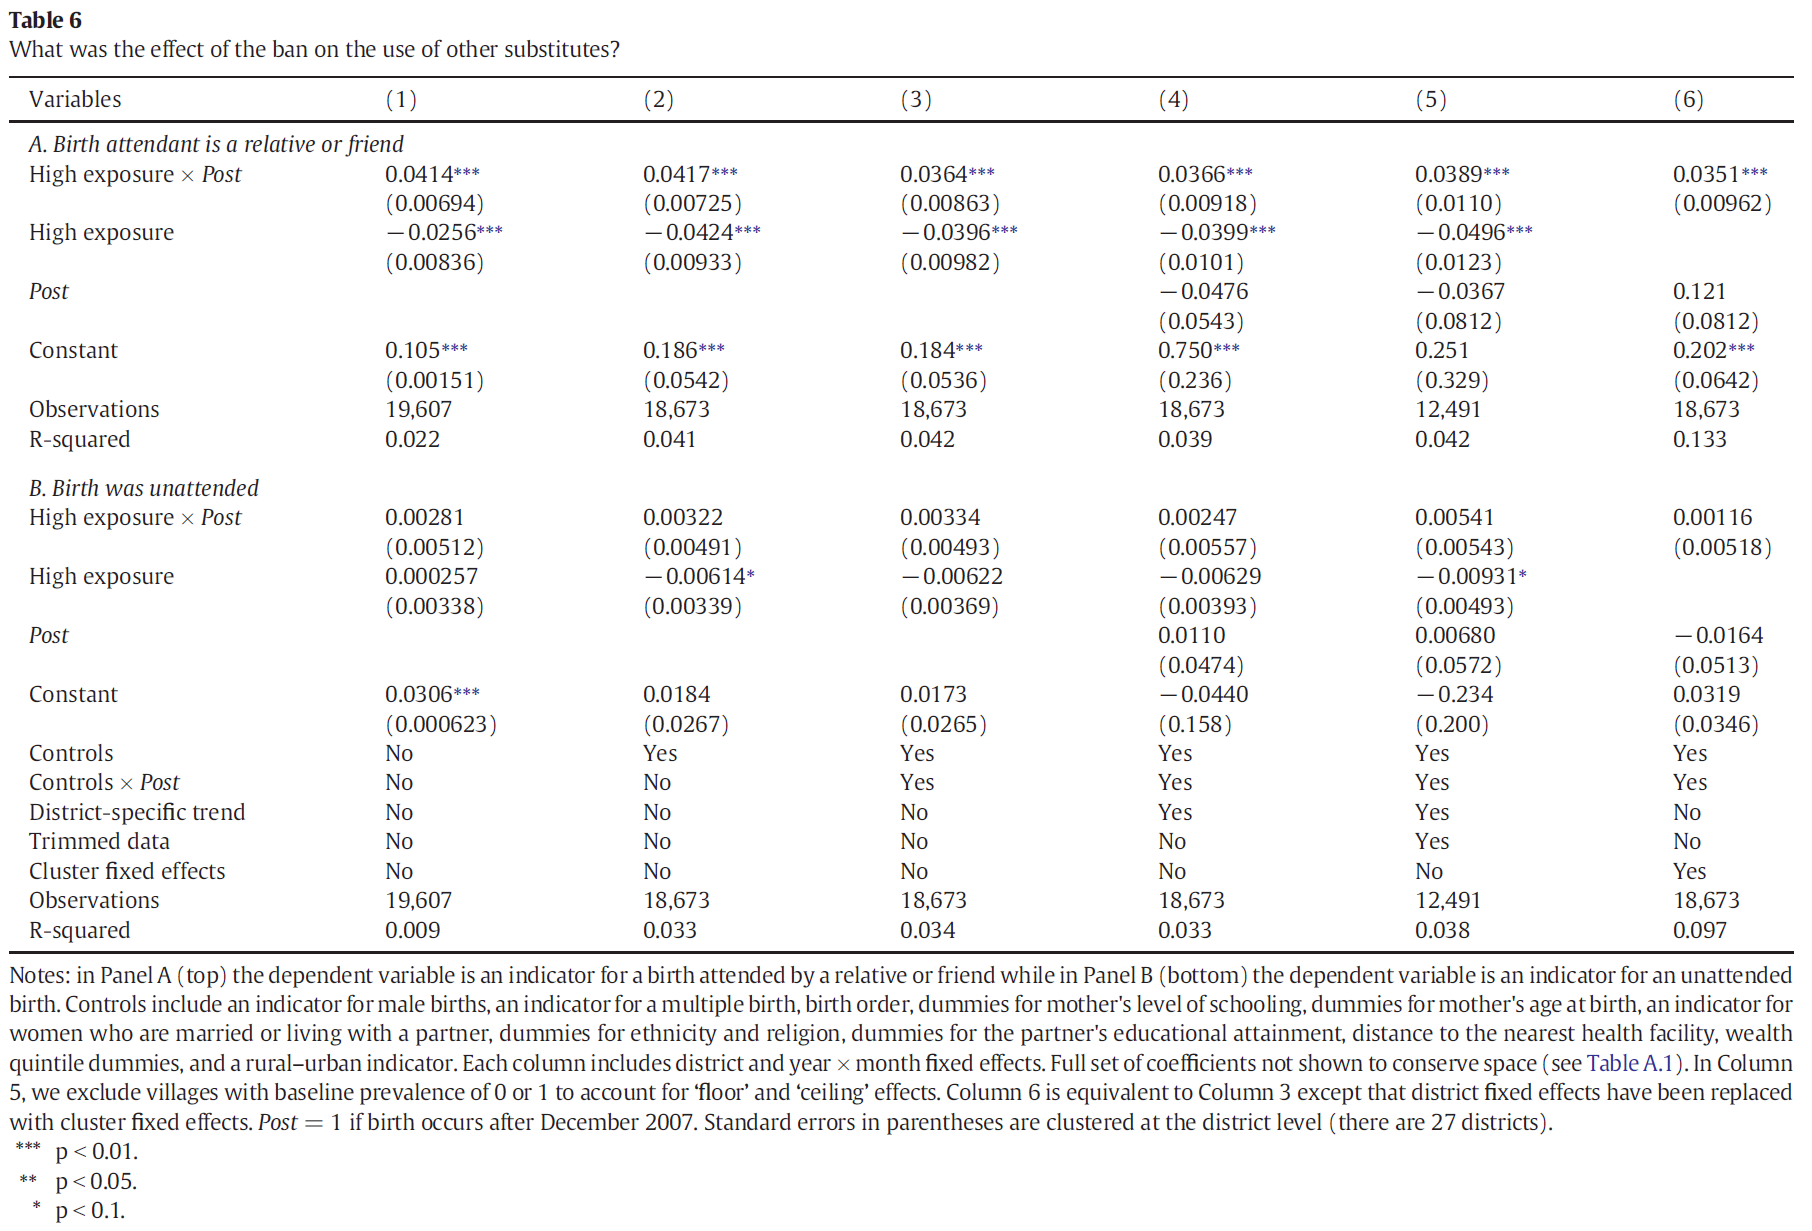 Table 6
What was the effect of the ban on the use of other substitutes?
Variables (1) (2) (3) (4) (5) (6)
A. Birth attendant is a relative or friend
High exposure × Post 0.0414*** 0.0417*** 0.0364*** 0.0366*** 0.0389*** 0.0351***
(0.00694) (0.00725) (0.00863) (0.00918) (0.0110) (0.00962)
High exposure −0.0256*** −0.0424*** −0.0396*** −0.0399*** −0.0496***
(0.00836) (0.00933) (0.00982) (0.0101) (0.0123)
Post −0.0476 −0.0367 0.121
(0.0543) (0.0812) (0.0812)
Constant 0.105*** 0.186*** 0.184*** 0.750*** 0.251 0.202***
(0.00151) (0.0542) (0.0536) (0.236) (0.329) (0.0642)
Observations 19,607 18,673 18,673 18,673 12,491 18,673
R-squared 0.022 0.041 0.042 0.039 0.042 0.133
B. Birth was unattended
High exposure × Post 0.00281 0.00322 0.00334 0.00247 0.00541 0.00116
(0.00512) (0.00491) (0.00493) (0.00557) (0.00543) (0.00518)
High exposure 0.000257 −0.00614* −0.00622 −0.00629 −0.00931*
(0.00338) (0.00339) (0.00369) (0.00393) (0.00493)
Post 0.0110 0.00680 −0.0164
(0.0474) (0.0572) (0.0513)
Constant 0.0306*** 0.0184 0.0173 −0.0440 −0.234 0.0319
(0.000623) (0.0267) (0.0265) (0.158) (0.200) (0.0346)
Controls No Yes Yes Yes Yes Yes
Controls × Post No No Yes Yes Yes Yes
District-specific trend No No No Yes Yes No
Trimmed data No No No No Yes No
Cluster fixed effects No No No No No Yes
Observations 19,607 18,673 18,673 18,673 12,491 18,673
R-squared 0.009 0.033 0.034 0.033 0.038 0.097
Notes: in Panel A (top) the dependent variable is an indicator for a birth attended by a relative or friend while in Panel B (bottom) the dependent variable is an indicator for an unattended
birth. Controls include an indicator for male births, an indicator for a multiple birth, birth order, dummies for mother's level of schooling, dummies for mother's age at birth, an indicator for
women who are married or living with a partner, dummies for ethnicity and religion, dummies for the partner's educational attainment, distance to the nearest health facility, wealth
quintile dummies, and a rural–urban indicator. Each column includes district and year × month fixed effects. Full set of coefficients not shown to conserve space (see Table A.1). In Column
5, we exclude villages with baseline prevalence of 0 or 1 to account for ‘floor’ and ‘ceiling’ effects. Column 6 is equivalent to Column 3 except that district fixed effects have been replaced
with cluster fixed effects. Post = 1 if birth occurs after December 2007. Standard errors in parentheses are clustered at the district level (there are 27 districts).
*** p < 0.01.
** p < 0.05.
* p < 0.1.